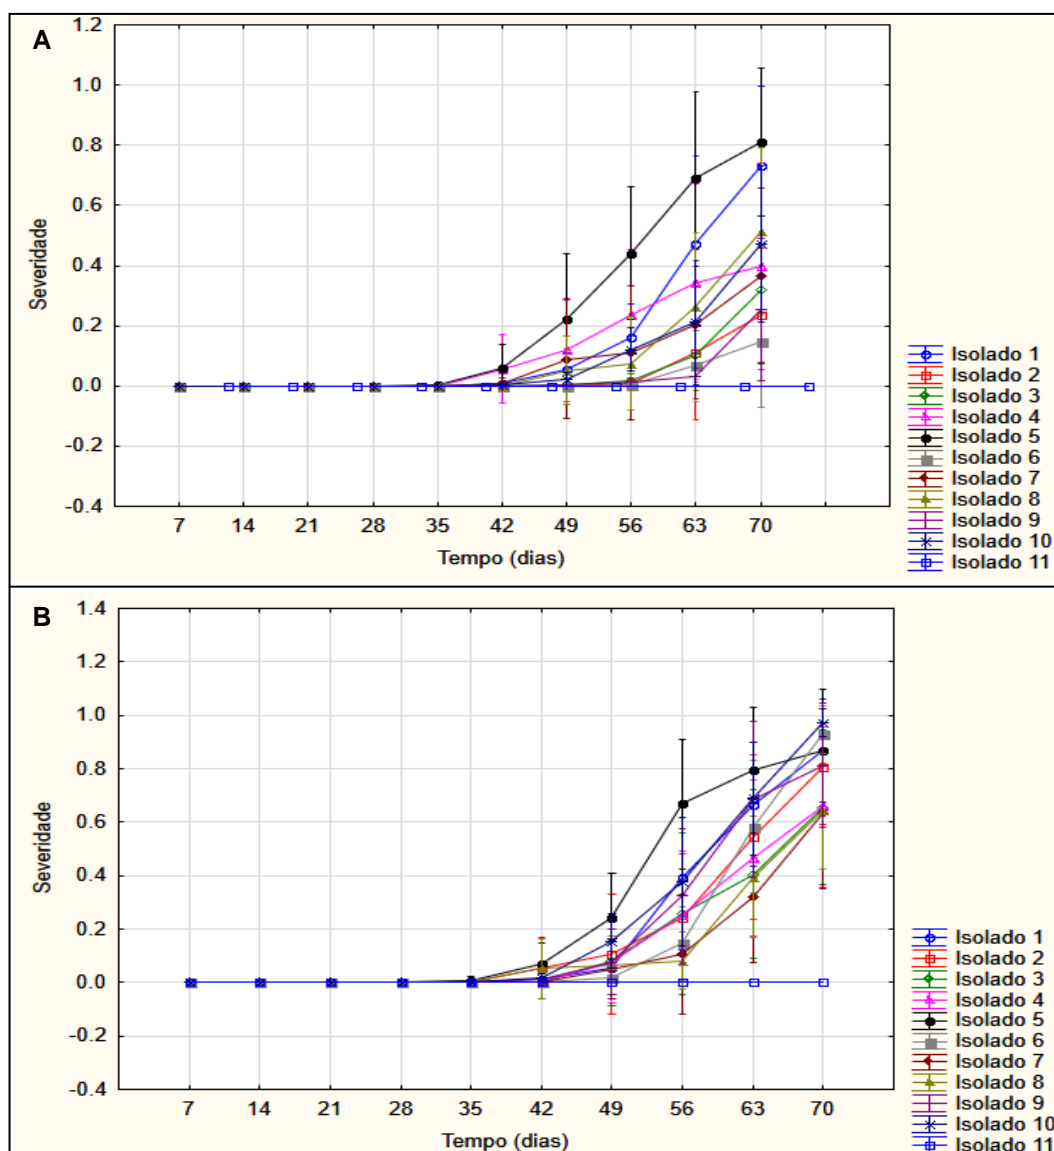 A
1.2
1.0
0.8
0.6
0.4
0.2
0.0
-0.2
-0.4
Severidade
7 14 21 28 35 42 49 56 63 70
Tempo (dias)
Isolado 1
Isolado 2
Isolado 3
Isolado 4
Isolado 5
Isolado 6
Isolado 7
Isolado 8
Isolado 9
Isolado 10
Isolado 11
B
1.4
1.2
1.0
0.8
0.6
0.4
0.2
0.0
-0.2
-0.4
Severidade
7 14 21 28 35 42 49 56 63 70
Tempo (dias)
Isolado 1
Isolado 2
Isolado 3
Isolado 4
Isolado 5
Isolado 6
Isolado 7
Isolado 8
Isolado 9
Isolado 10
Isolado 11